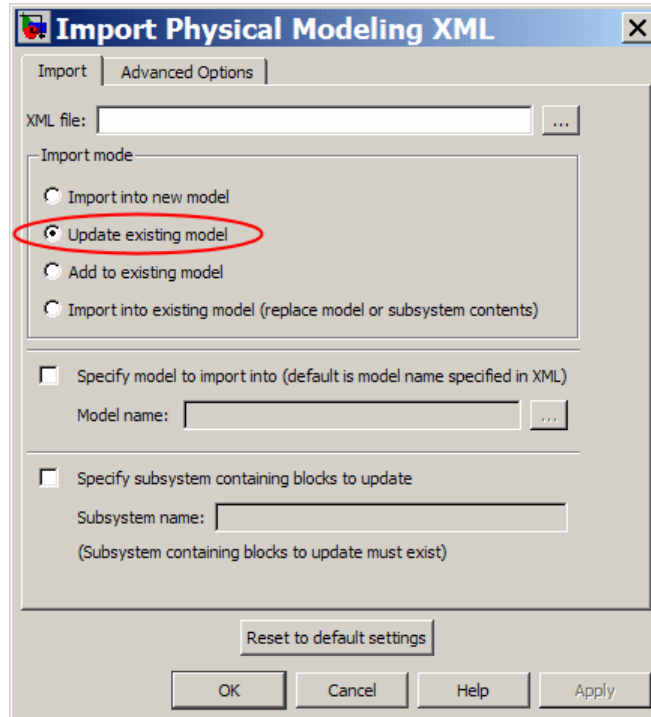 Import Physical Modeling XML
Import
Advanced Options
XML file:
...
Import mode
Import into new model
Update existing model
Add to existing model
Import into existing model (replace model or subsystem contents)
Specify model to import into (default is model name specified in XML)
Model name:
...
Specify subsystem containing blocks to update
Subsystem name:
(Subsystem containing blocks to update must exist)
Reset to default settings
OK
Cancel
Help
Apply